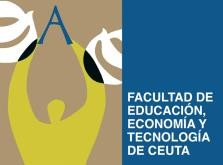 A
FACULTAD DE
EDUCACIÓN,
ECONOMÍA Y
TECNOLOGÍA
DE CEUTA